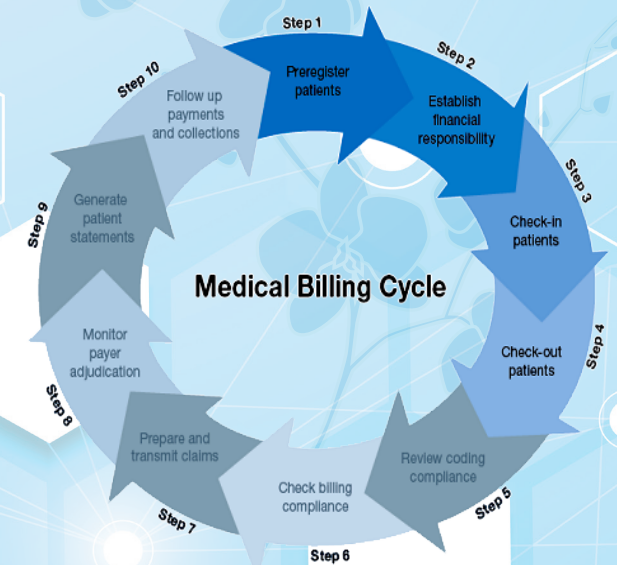 Medical Billing Cycle
Step 1
Preregister
patients
Step 2
Establish
financial
responsibility
Step 3
Check-in
patients
Step 4
Check-out
patients
Step 5
Review coding
compliance
Step 6
Check billing
compliance
Step 7
Prepare and
transmit claims
Step 8
Monitor
payer
adjudication
Step 9
Generate
patient
statements
Step 10
Follow up
payments
and collections